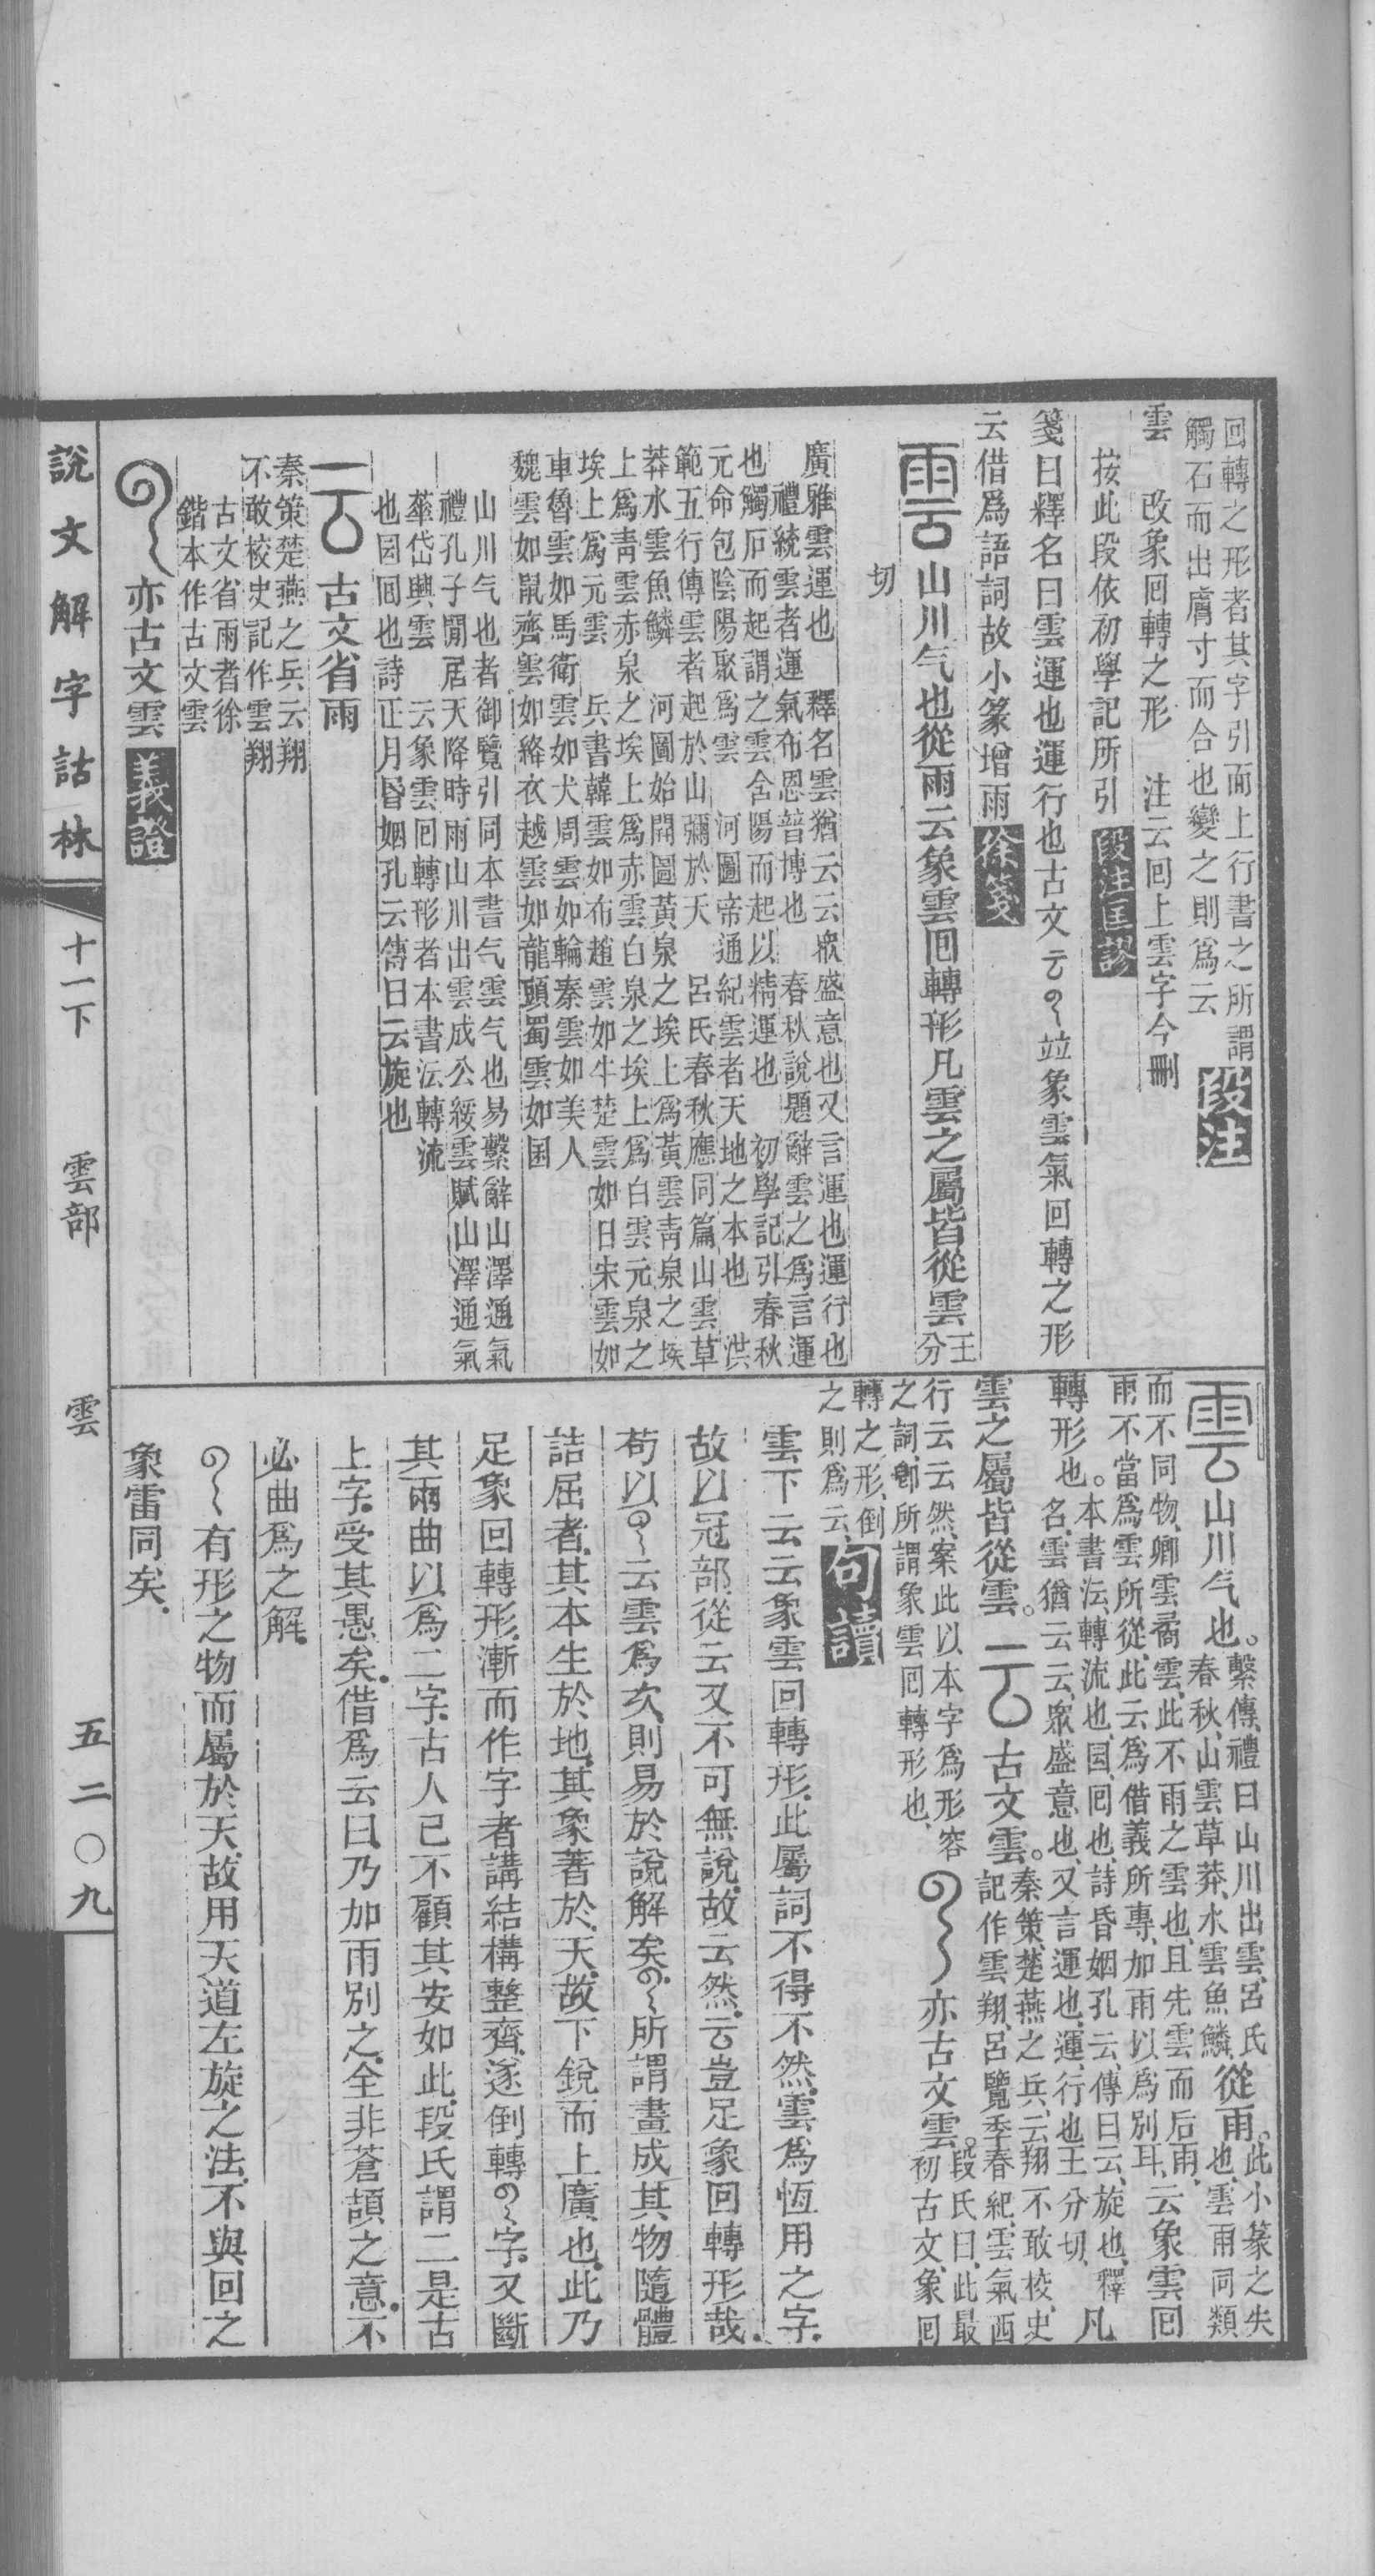 回轉之形者其字引而上行書之所謂
觸石而出膚寸而合也變之則爲云
段注
雲 改象囘轉之形 注云回上雲字今刪
按此段依初學記所引
段注匡謬
箋曰釋名曰雲運也運行也古文
竝象雲氣回轉之形
云借爲語詞故小篆增雨
徐箋
山川气也從雨云象雲囘轉形凡雲之屬皆從雲
王分
切
廣雅雲運也 釋名雲猶云云衆盛意也又言運也運行也
禮統雲者運氣布恩普博也 春秋說題辭雲之爲言運
也觸石而起謂之雲含陽而起以精運也 初學記引春秋
元命包陰陽聚爲雲 河圖帝通紀雲者天地之本也 洪
範五行傳雲者起於山彌於天 呂氏春秋應同篇山雲草
莽水雲魚鱗 河圖始開圖黃泉之埃上爲黃雲靑泉之埃
上爲靑雲赤泉之埃上爲赤雲白泉之埃上爲白雲元泉之
埃上爲元雲 兵書韓雲如布趙雲如牛楚雲如日宋雲如
車魯雲如馬衛雲如犬周雲如輪秦雲如美人
魏雲如鼠齊雲如絳衣越雲如龍頭蜀雲如囷
山川气也者御覽引同本書气雲气也易繫辭山澤通氣
禮孔子閒居天降時雨山川出雲成公綏雲賦山澤通氣
華岱興雲 云象雲囘轉形者本書沄轉流
也囩囘也詩正月昏姻孔云傳曰云旋也
古文省雨
秦策楚燕之兵云翔
不敢校史記作雲翔
古文省雨者徐
鍇本作古文雲
亦古文雲
義證
說文解字詁林
十一下 雲部 雲 五二〇九
山川气也。
繫傳、禮曰山川出雲、呂氏
春秋、山雲草莽、水雲魚鱗、
從雨。
此小篆之失
也、雲雨同類
而不同物、卿雲矞雲、此不雨之雲也、且先雲而后雨、
雨不當爲雲所從、此云爲借義所專、加雨以爲別耳、
云象雲囘
轉形也。
本書沄轉流也、囩囘也、詩昏姻孔云、傳曰云、旋也、釋
名、雲猶云云、衆盛意也、又言運也、運、行也王分切、
凡
雲之屬皆從雲。
古文雲。
秦策、楚燕之兵、云翔不敢校、史
記作雲翔、呂覽季春紀、雲氣西
行云云然、案此以本字爲形容
之詞、卽所謂象雲囘轉形也、
亦古文雲。
段氏曰、此最
初古文、象囘
轉之形、倒
之則爲云、
句讀
雲下云云象雲回轉形、此屬詞不得不然、雲爲恆用之字、
故以冠部、從云又不可無說、故云然、云豈足象回轉形哉、
苟以云雲爲次、則易於說解矣、所謂畫成其物隨體
詰屈者、其本生於地、其象著於天、故下銳而上廣也、此乃
足象回轉形、漸而作字者講結構整齊、遂倒轉字、又斷
其兩曲以爲二字、古人已不顧其安如此、段氏謂二是古
上字、受其愚矣、借爲云曰、乃加雨別之、全非蒼頡之意、不
必曲爲之解、
有形之物而屬於天、故用天道左旋之法、不與回之
象雷同矣、